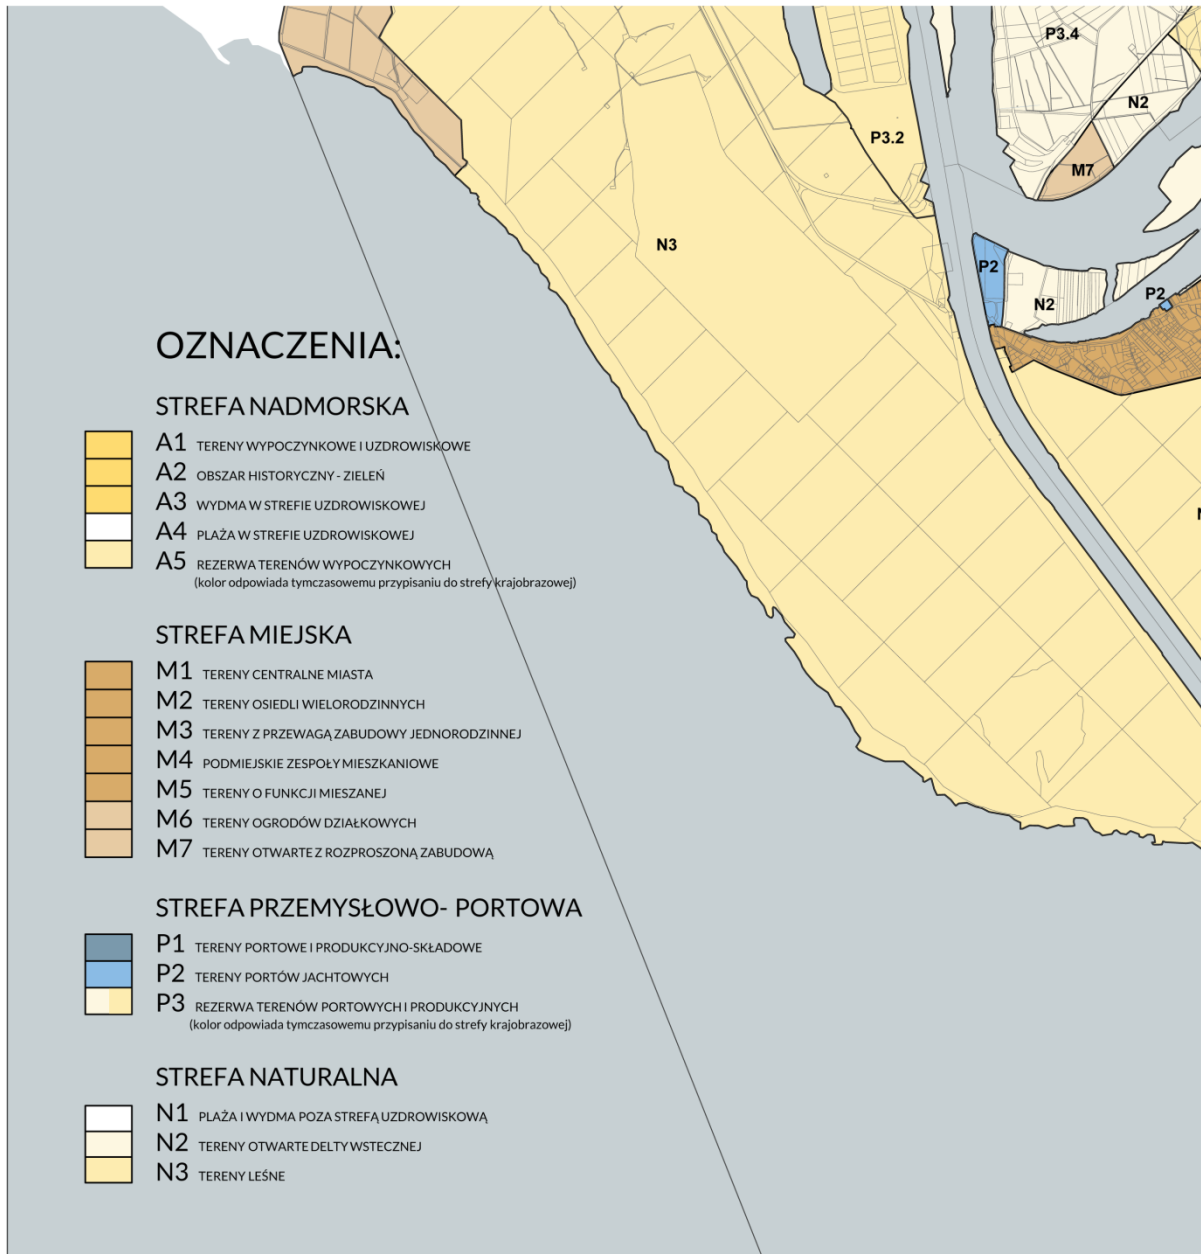 P3.4
N2
P3.2
M7
N3
P2
P2
N2
OZNACZENIA:
STREFA NADMORSKA
A1 TERENY WYPOCZYNKOWE I UZDROWISKOWE
A2 OBSZAR HISTORYCZNY - ZIELEŃ
A3 WYDMA W STREFIE UZDROWISKOWEJ
A4 PLAŻA W STREFIE UZDROWISKOWEJ
A5 REZERWA TERENÓW WYPOCZYNKOWYCH
(kolor odpowiada tymczasowemu przypisaniu do strefy krajobrazowej)
STREFA MIEJSKA
M1 TERENY CENTRALNE MIASTA
M2 TERENY OSIEDLI WIELORODZINNYCH
M3 TERENY Z PRZEWAGĄ ZABUDOWY JEDNORODZINNEJ
M4 PODMIEJSKIE ZESPOŁY MIESZKANIOWE
M5 TERENY O FUNKCJI MIESZANEJ
M6 TERENY OGRODÓW DZIAŁKOWYCH
M7 TERENY OTWARTE Z ROZPROSZONĄ ZABUDOWĄ
STREFA PRZEMYSŁOWO- PORTOWA
P1 TERENY PORTOWE I PRODUKCYJNO-SKŁADOWE
P2 TERENY PORTÓW JACHTOWYCH
P3 REZERWA TERENÓW PORTOWYCH I PRODUKCYJNYCH
(kolor odpowiada tymczasowemu przypisaniu do strefy krajobrazowej)
STREFA NATURALNA
N1 PLAŻA I WYDMA POZA STREFĄ UZDROWISKOWĄ
N2 TERENY OTWARTE DELTY WSTECZNEJ
N3 TERENY LEŚNE